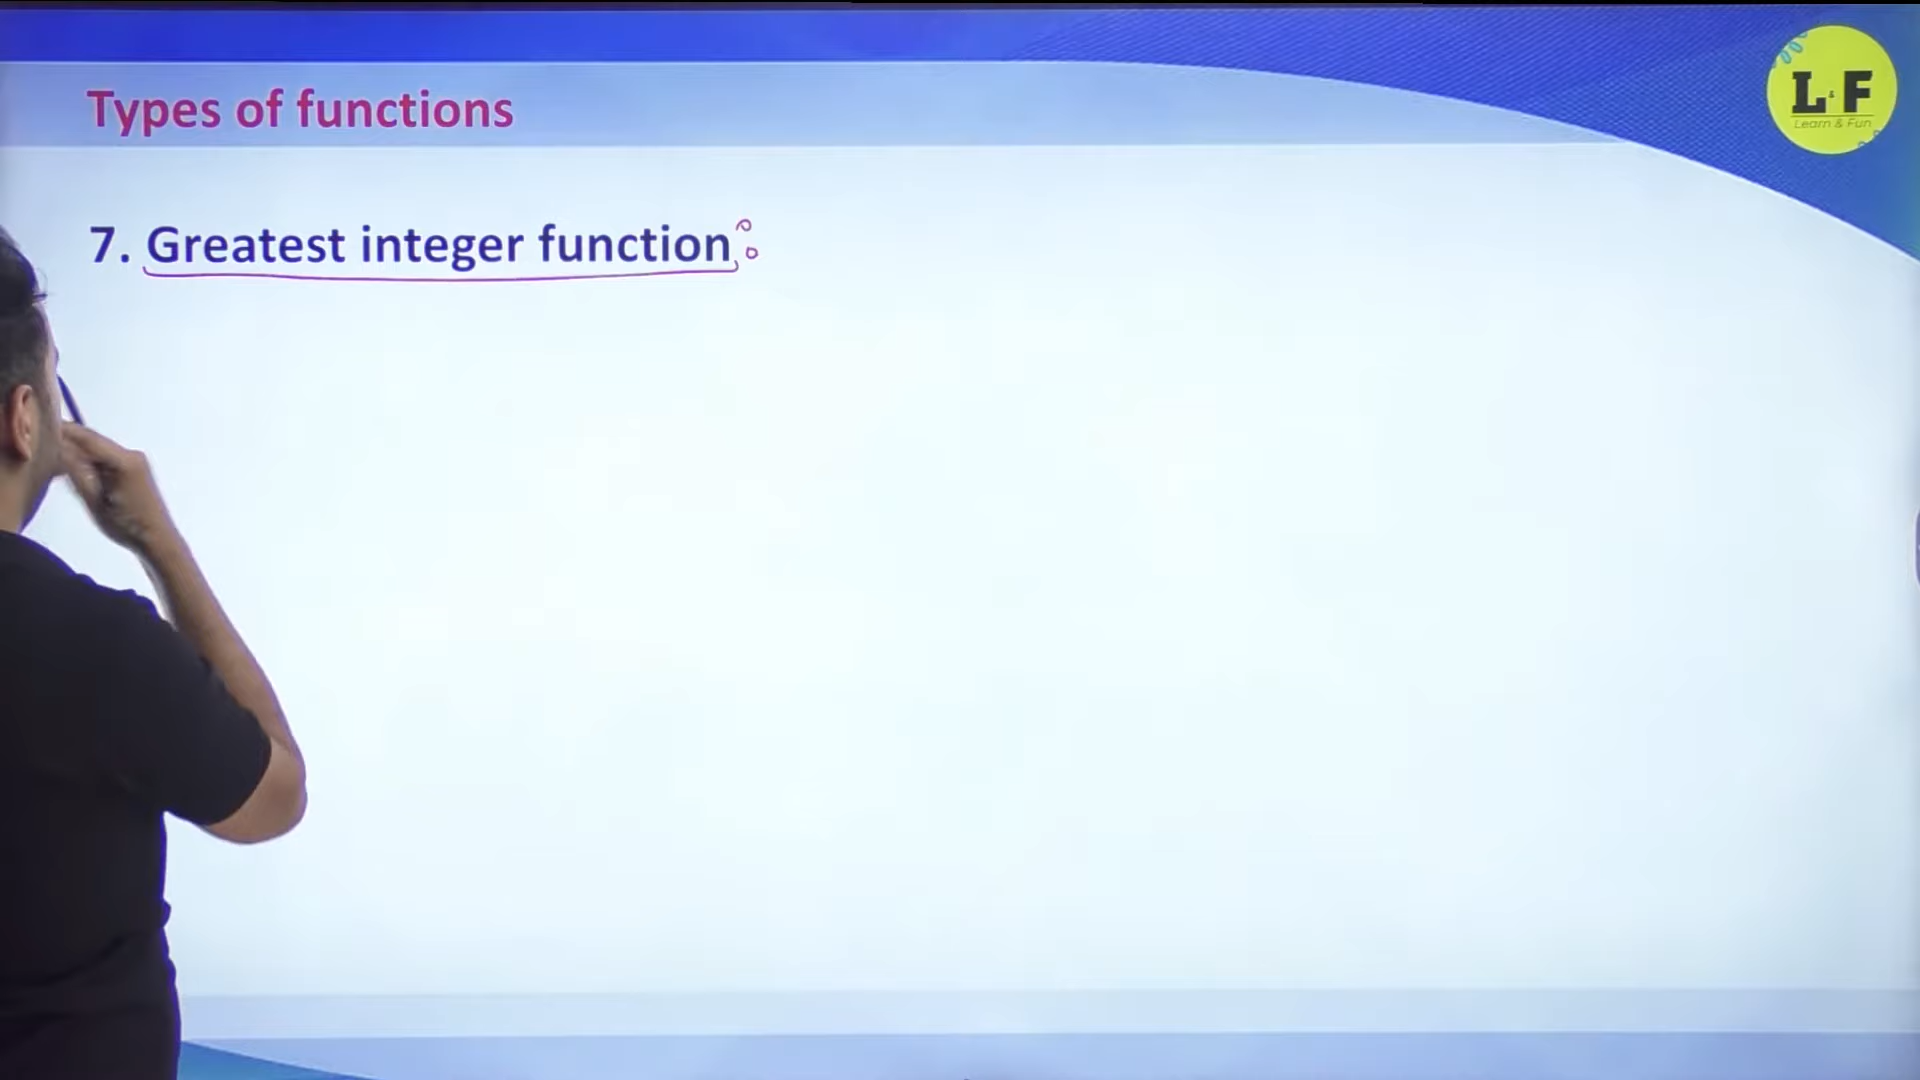 Types of functions
L & F
Learn & Fun
7. Greatest integer function: